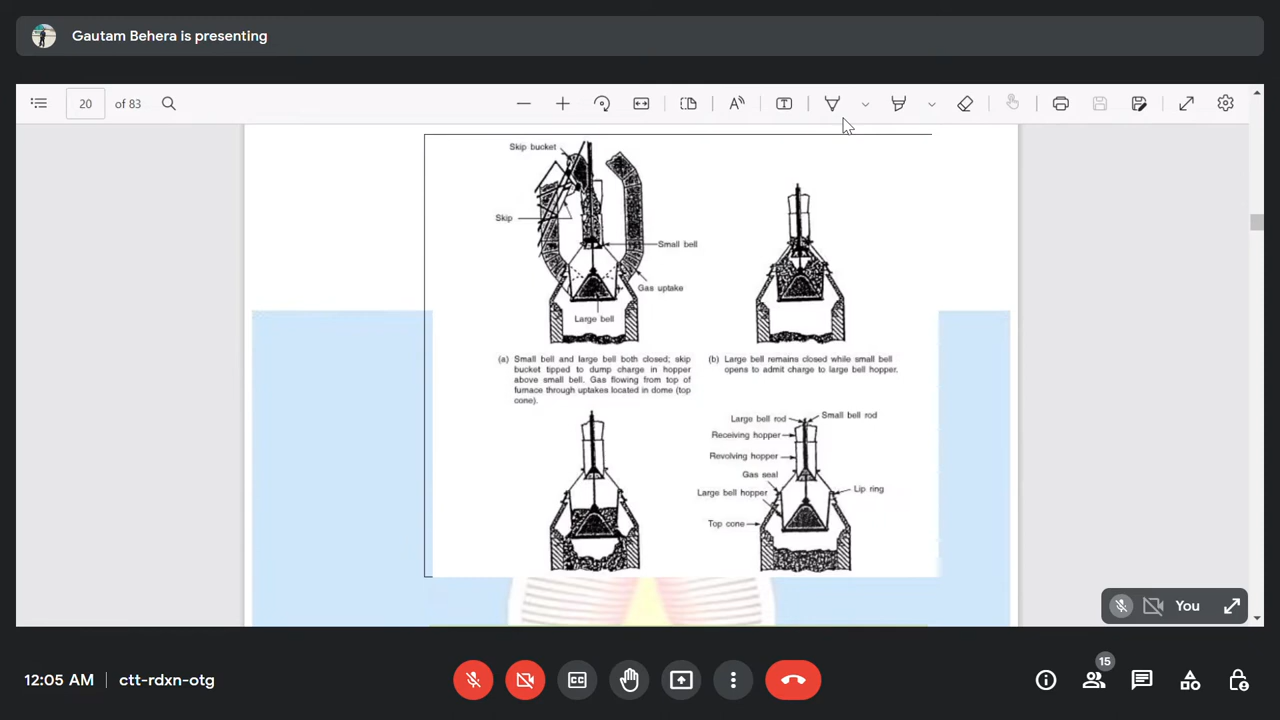 Gautam Behera is presenting
20 of 83
Skip bucket
Skip
Small bell
Gas uptake
Large bell
(a) Small bell and large bell both closed; skip
bucket tipped to dump charge in hopper
above small bell. Gas flowing from top of
furnace through uptakes located in dome (top
cone).
(b) Large bell remains closed while small bell
opens to admit charge to large bell hopper.
Large bell rod
Small bell rod
Receiving hopper
Revolving hopper
Gas seal
Large bell hopper
Lip ring
Top cone
You
12:05 AM
ctt-rdxn-otg
15